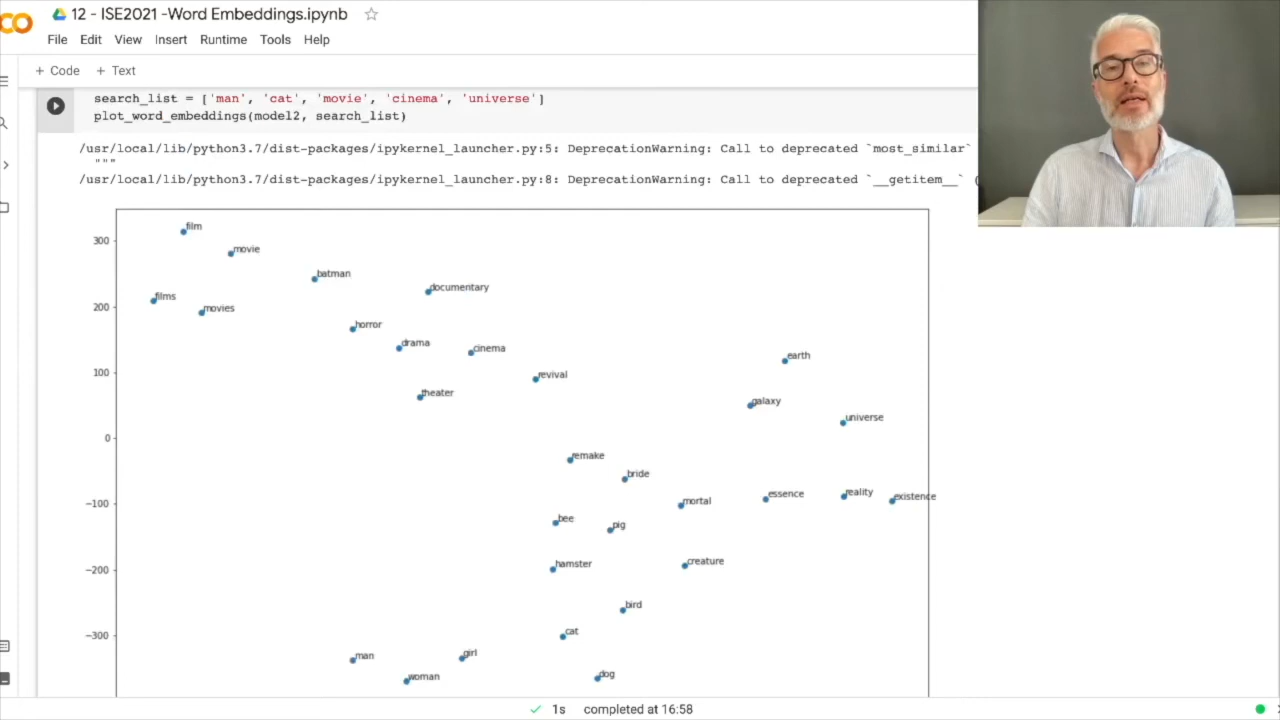 CO
12 - ISE2021 -Word Embeddings.ipynb
File Edit View Insert Runtime Tools Help
+ Code + Text
search_list = ['man', 'cat', 'movie', 'cinema', 'universe']
plot_word_embeddings(model2, search_list)
/usr/local/lib/python3.7/dist-packages/ipykernel_launcher.py:5: DeprecationWarning: Call to deprecated `most_similar`
"""
/usr/local/lib/python3.7/dist-packages/ipykernel_launcher.py:8: DeprecationWarning: Call to deprecated `__getitem__` (
film
300
movie
batman
documentary
films
200
movies
horror
drama
cinema
earth
100
revival
theater
galaxy
universe
0
remake
bride
essence
reality
existence
-100
mortal
bee
pig
creature
hamster
-200
bird
cat
-300
girl
man
woman
dog
1s completed at 16:58